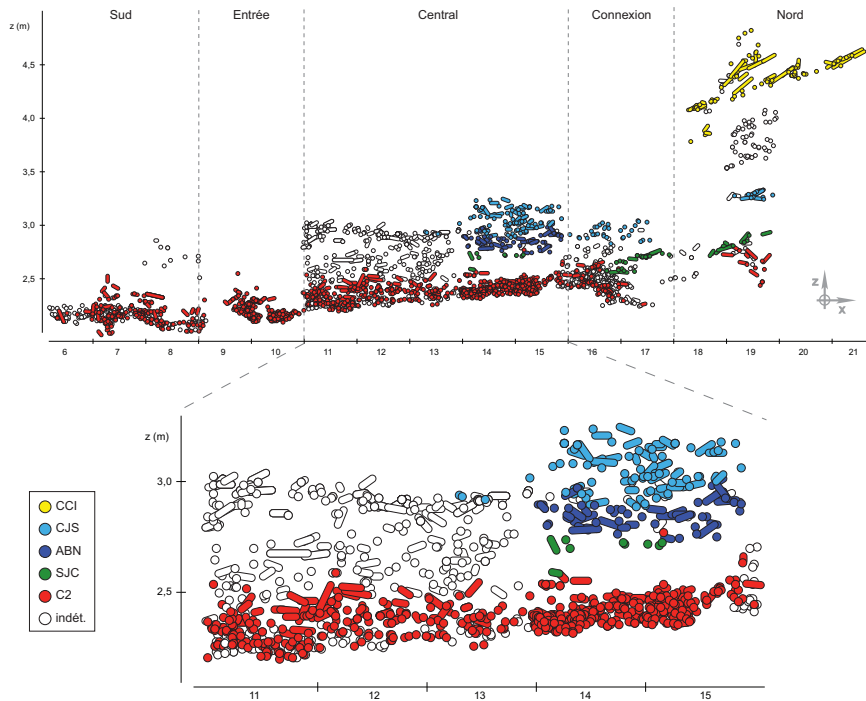 Sud Entrée Central Connexion Nord
z (m)
4,5
4,0
3,5
3,0
2,5
z
x
6 7 8 9 10 11 12 13 14 15 16 17 18 19 20 21
z (m)
3,0
2,5
CCI
CJS
ABN
SJC
C2
indét.
11 12 13 14 15